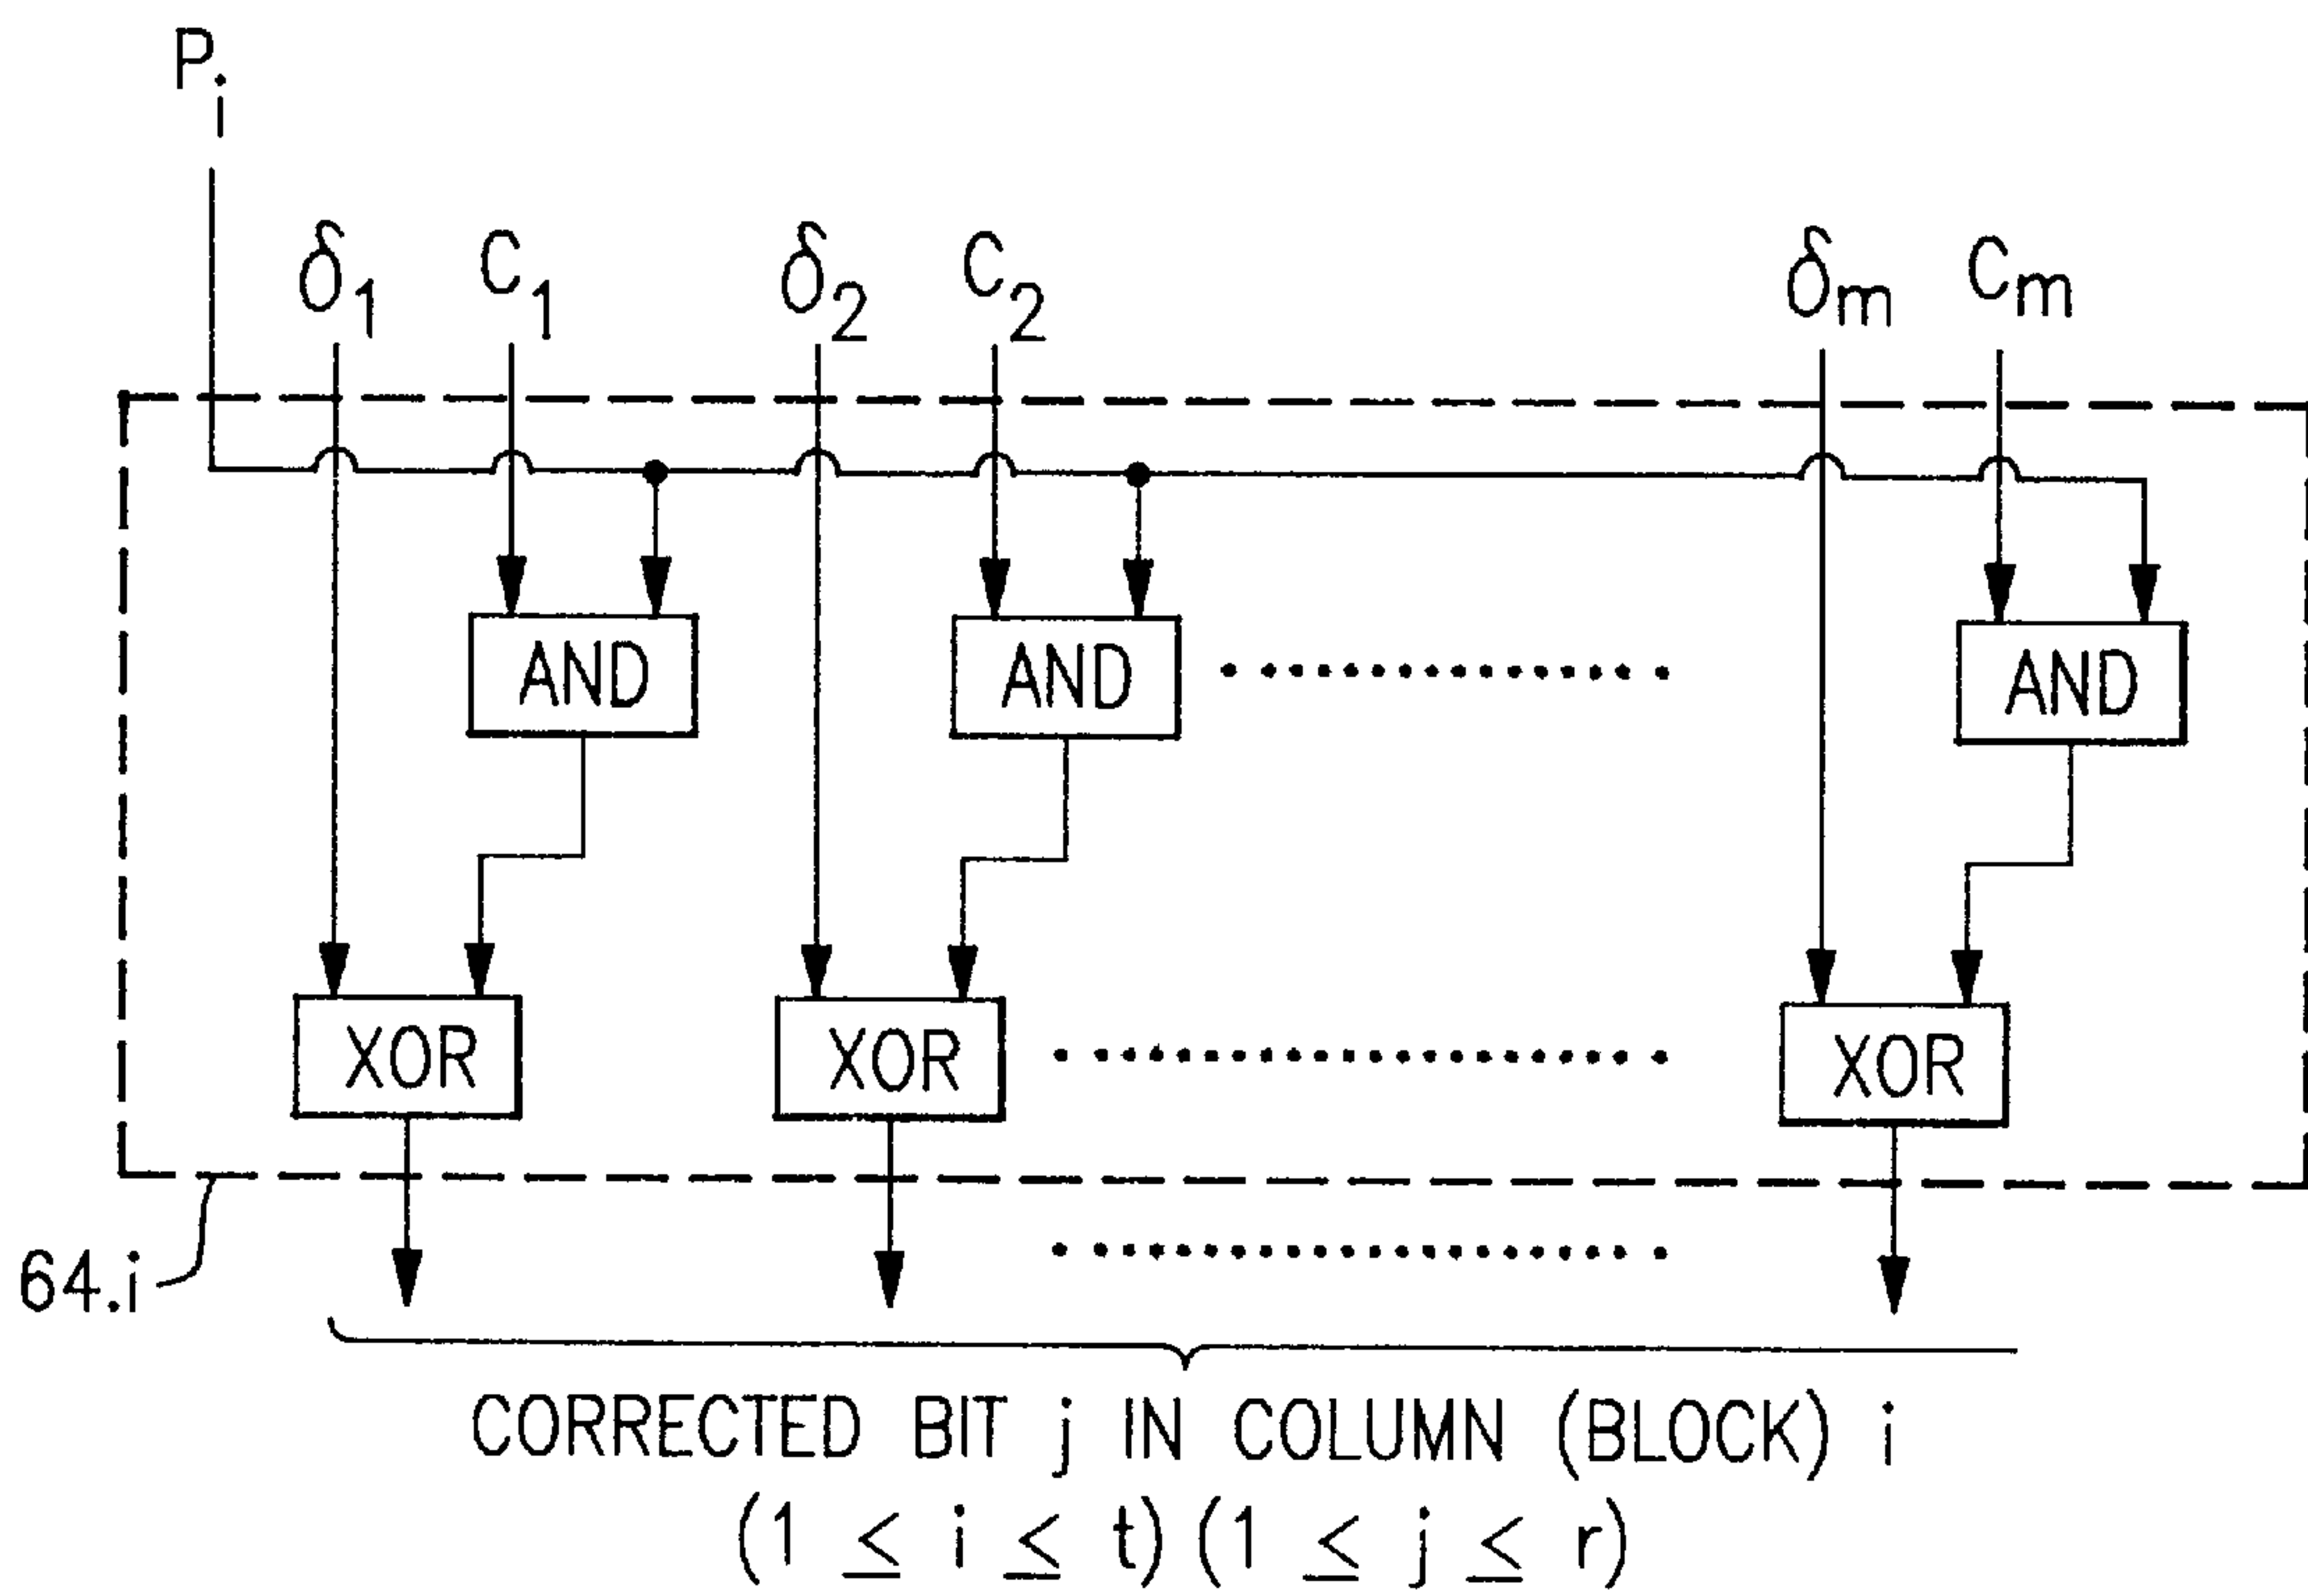 Pi
δ1 C1 δ2 C2 δm Cm
AND AND AND
XOR XOR XOR
64.i
CORRECTED BIT j IN COLUMN (BLOCK) i
(1 ≤ i ≤ t)(1 ≤ j ≤ r)